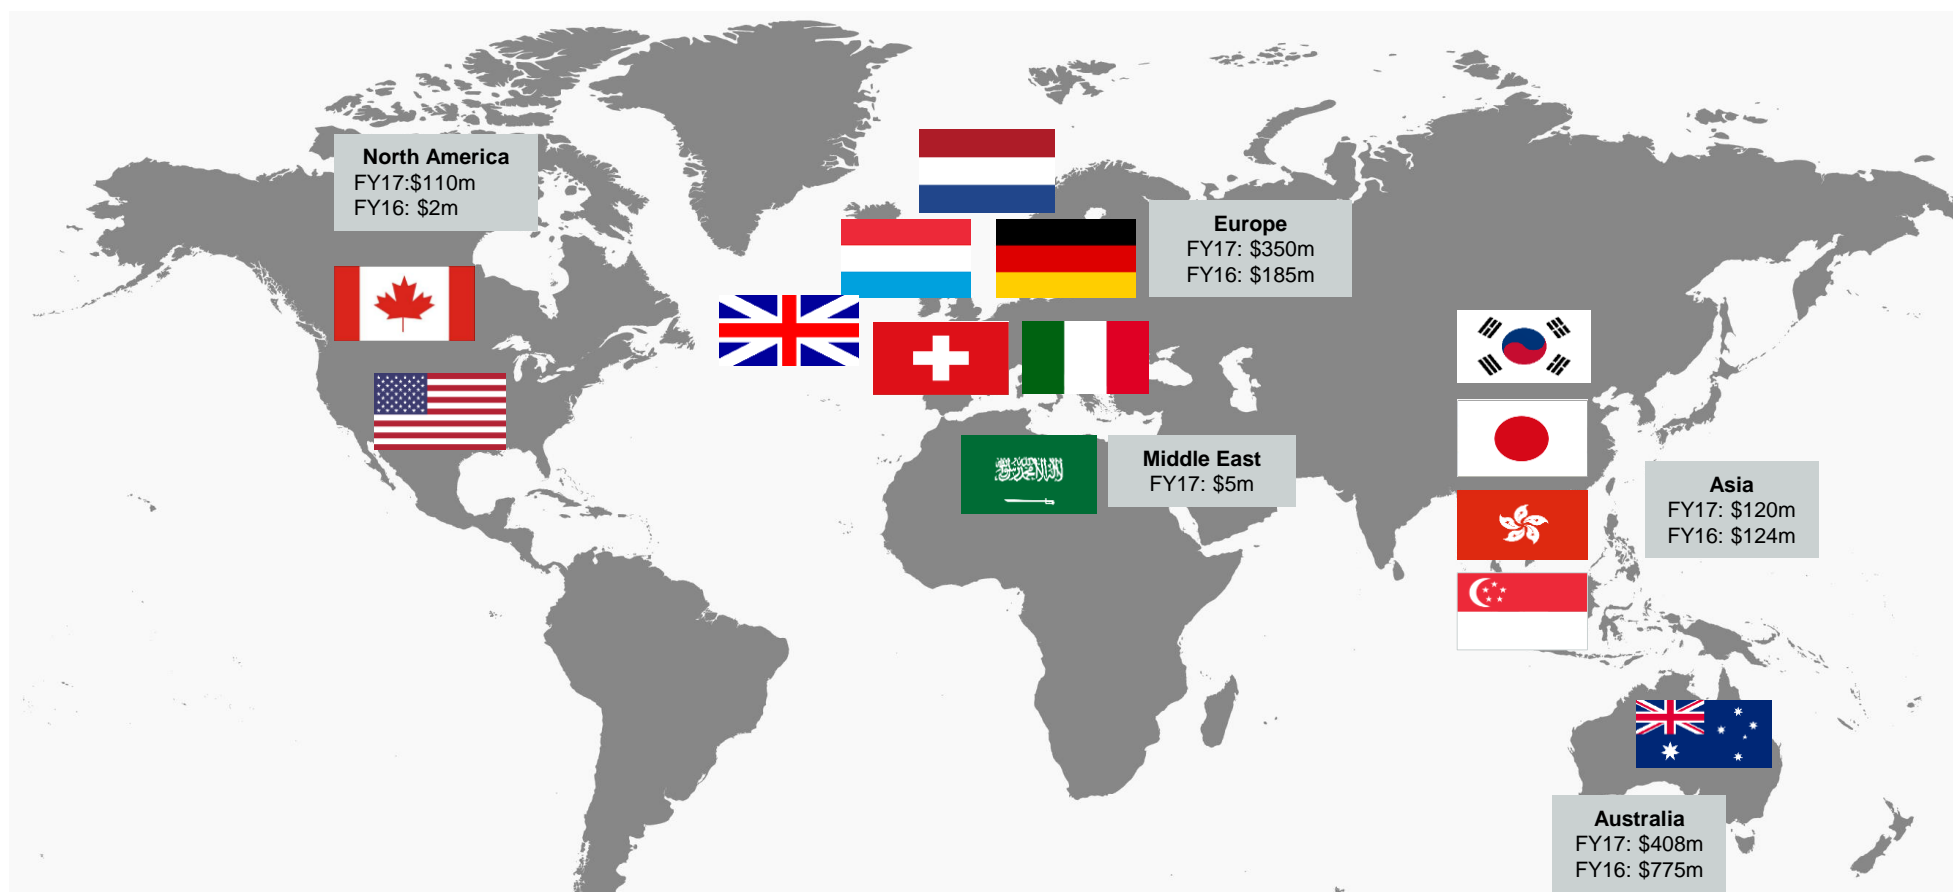 North America
FY17:$110m
FY16: $2m
Europe
FY17: $350m
FY16: $185m
Middle East
FY17: $5m
Asia
FY17: $120m
FY16: $124m
Australia
FY17: $408m
FY16: $775m